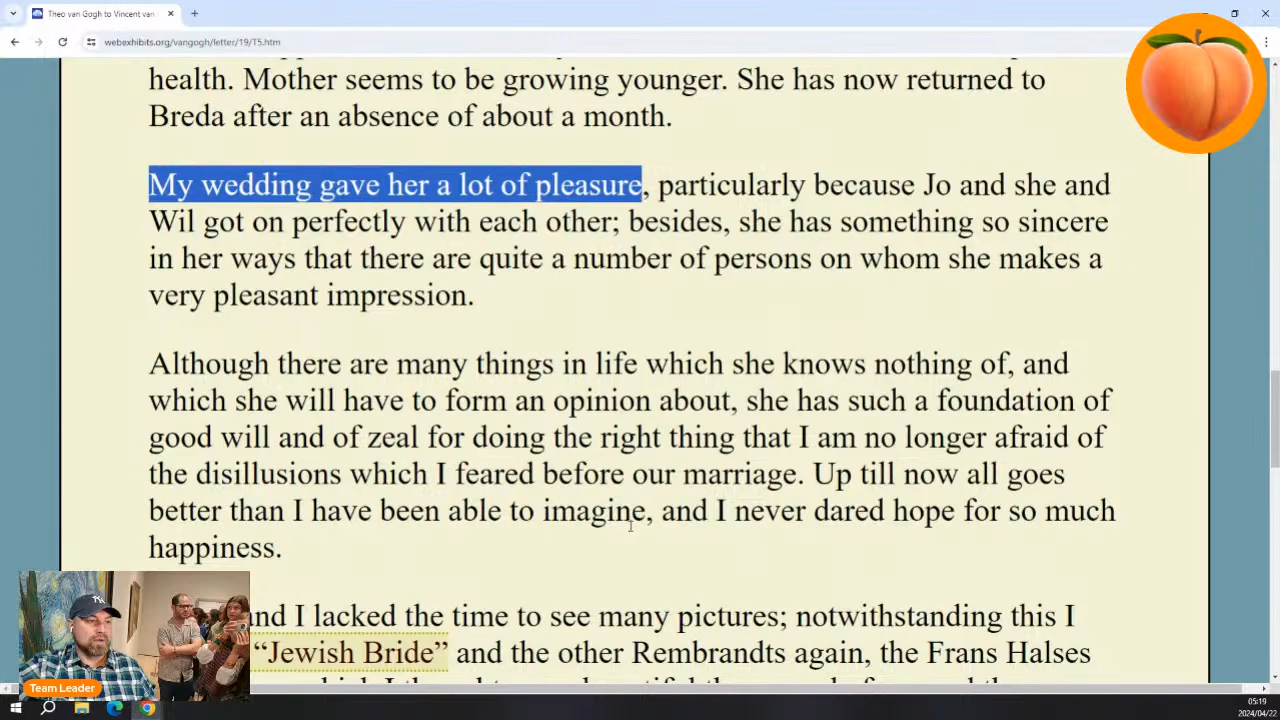 Theo van Gogh to Vincent van
webexhibits.org/vangogh/letter/19/T5.htm
health. Mother seems to be growing younger. She has now returned to
Breda after an absence of about a month.
My wedding gave her a lot of pleasure, particularly because Jo and she and
Wil got on perfectly with each other; besides, she has something so sincere
in her ways that there are quite a number of persons on whom she makes a
very pleasant impression.
Although there are many things in life which she knows nothing of, and
which she will have to form an opinion about, she has such a foundation of
good will and of zeal for doing the right thing that I am no longer afraid of
the disillusions which I feared before our marriage. Up till now all goes
better than I have been able to imagine, and I never dared hope for so much
happiness.
and I lacked the time to see many pictures; notwithstanding this I
“Jewish Bride” and the other Rembrandts again, the Frans Halses
Team Leader
05:19
2024/04/22